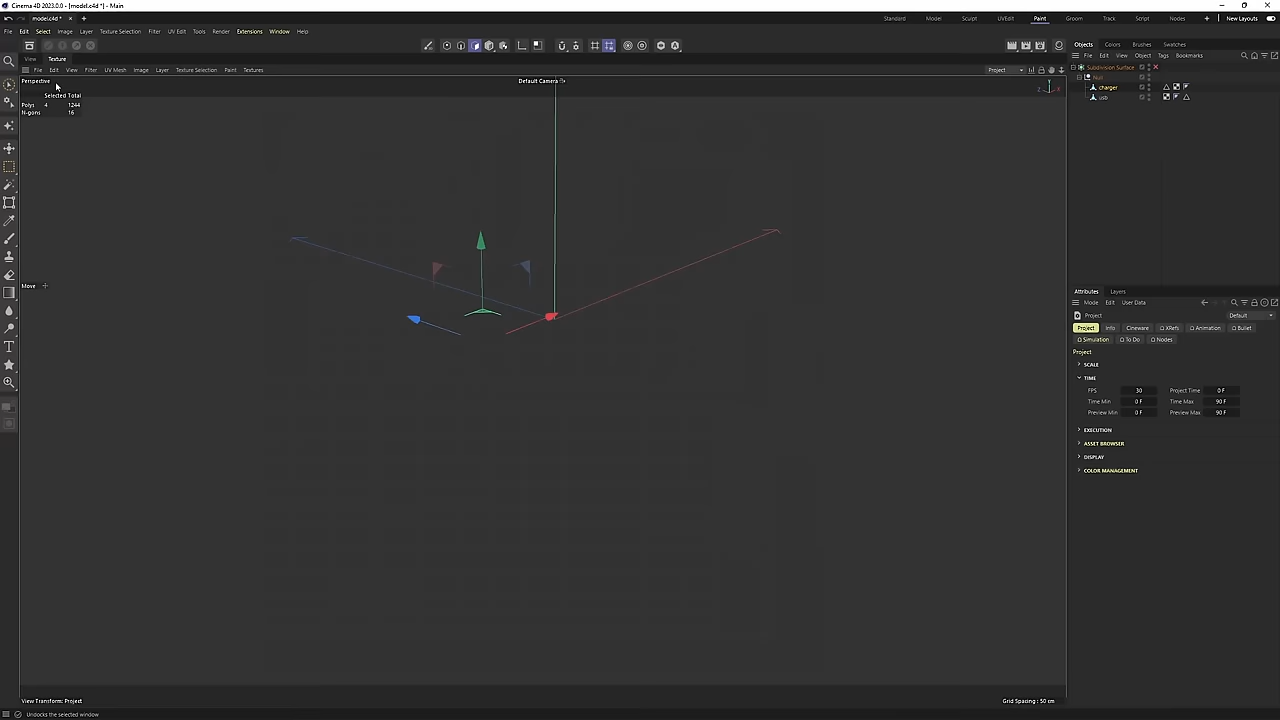 Cinema 4D 2023.0.0 - [model.c4d *] - Main
model.c4d *
Standard Model Sculpt UVEdit Paint Groom Track Script Nodes New Layouts
File Edit Select Image Layer Texture Selection Filter UV Edit Tools Render Extensions Window Help
Objects Colors Brushes Swatches
View Texture
File Edit View Object Tags Bookmarks
File Edit View Filter UV Mesh Image Layer Texture Selection Paint Textures Project
Subdivision Surface
Null
charger
usb
Perspective
Default Camera
Z X
Selected Total
Polys 4 1244
N-gons 16
Move
Attributes Layers
Mode Edit User Data
Project Default
Project Info Cineware XRefs Animation Bullet
Simulation To Do Nodes
Project
SCALE
TIME
FPS 30 Project Time 0 F
Time Min 0 F Time Max 90 F
Preview Min 0 F Preview Max 90 F
EXECUTION
ASSET BROWSER
DISPLAY
COLOR MANAGEMENT
View Transform: Project
Grid Spacing : 50 cm
Undocks the selected window